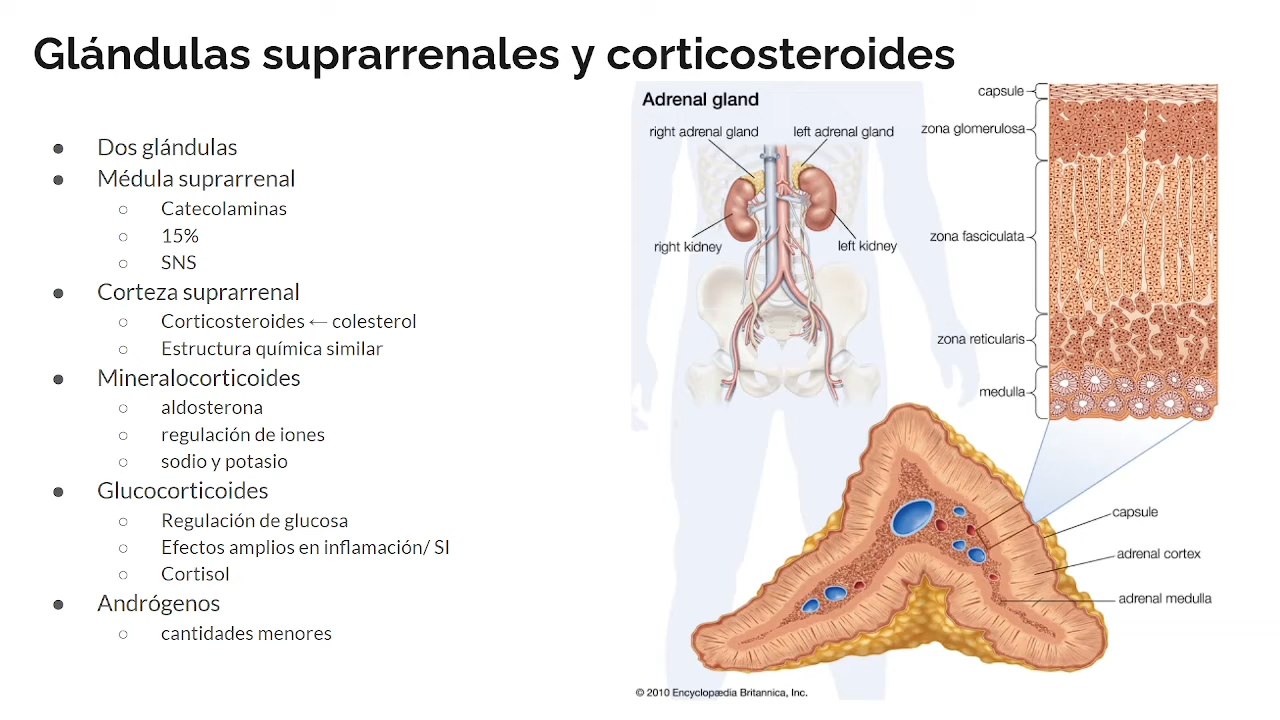 Glándulas suprarrenales y corticosteroides
● Dos glándulas
● Médula suprarrenal
○ Catecolaminas
○ 15%
○ SNS
● Corteza suprarrenal
○ Corticosteroides ← colesterol
○ Estructura química similar
● Mineralocorticoides
○ aldosterona
○ regulación de iones
○ sodio y potasio
● Glucocorticoides
○ Regulación de glucosa
○ Efectos amplios en inflamación/ SI
○ Cortisol
● Andrógenos
○ cantidades menores
Adrenal gland
right adrenal gland
left adrenal gland
right kidney
left kidney
capsule
zona glomerulosa
zona fasciculata
zona reticularis
medulla
capsule
adrenal cortex
adrenal medulla
© 2010 Encyclopædia Britannica, Inc.